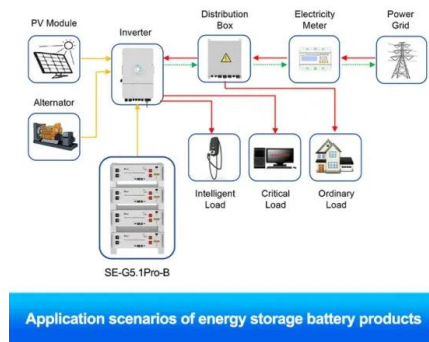 PV Module
Inverter
Distribution
Box
Electricity
Meter
Power
Grid
Alternator
Intelligent
Load
Critical
Load
Ordinary
Load
SE-G5.1Pro-B
Application scenarios of energy storage battery products